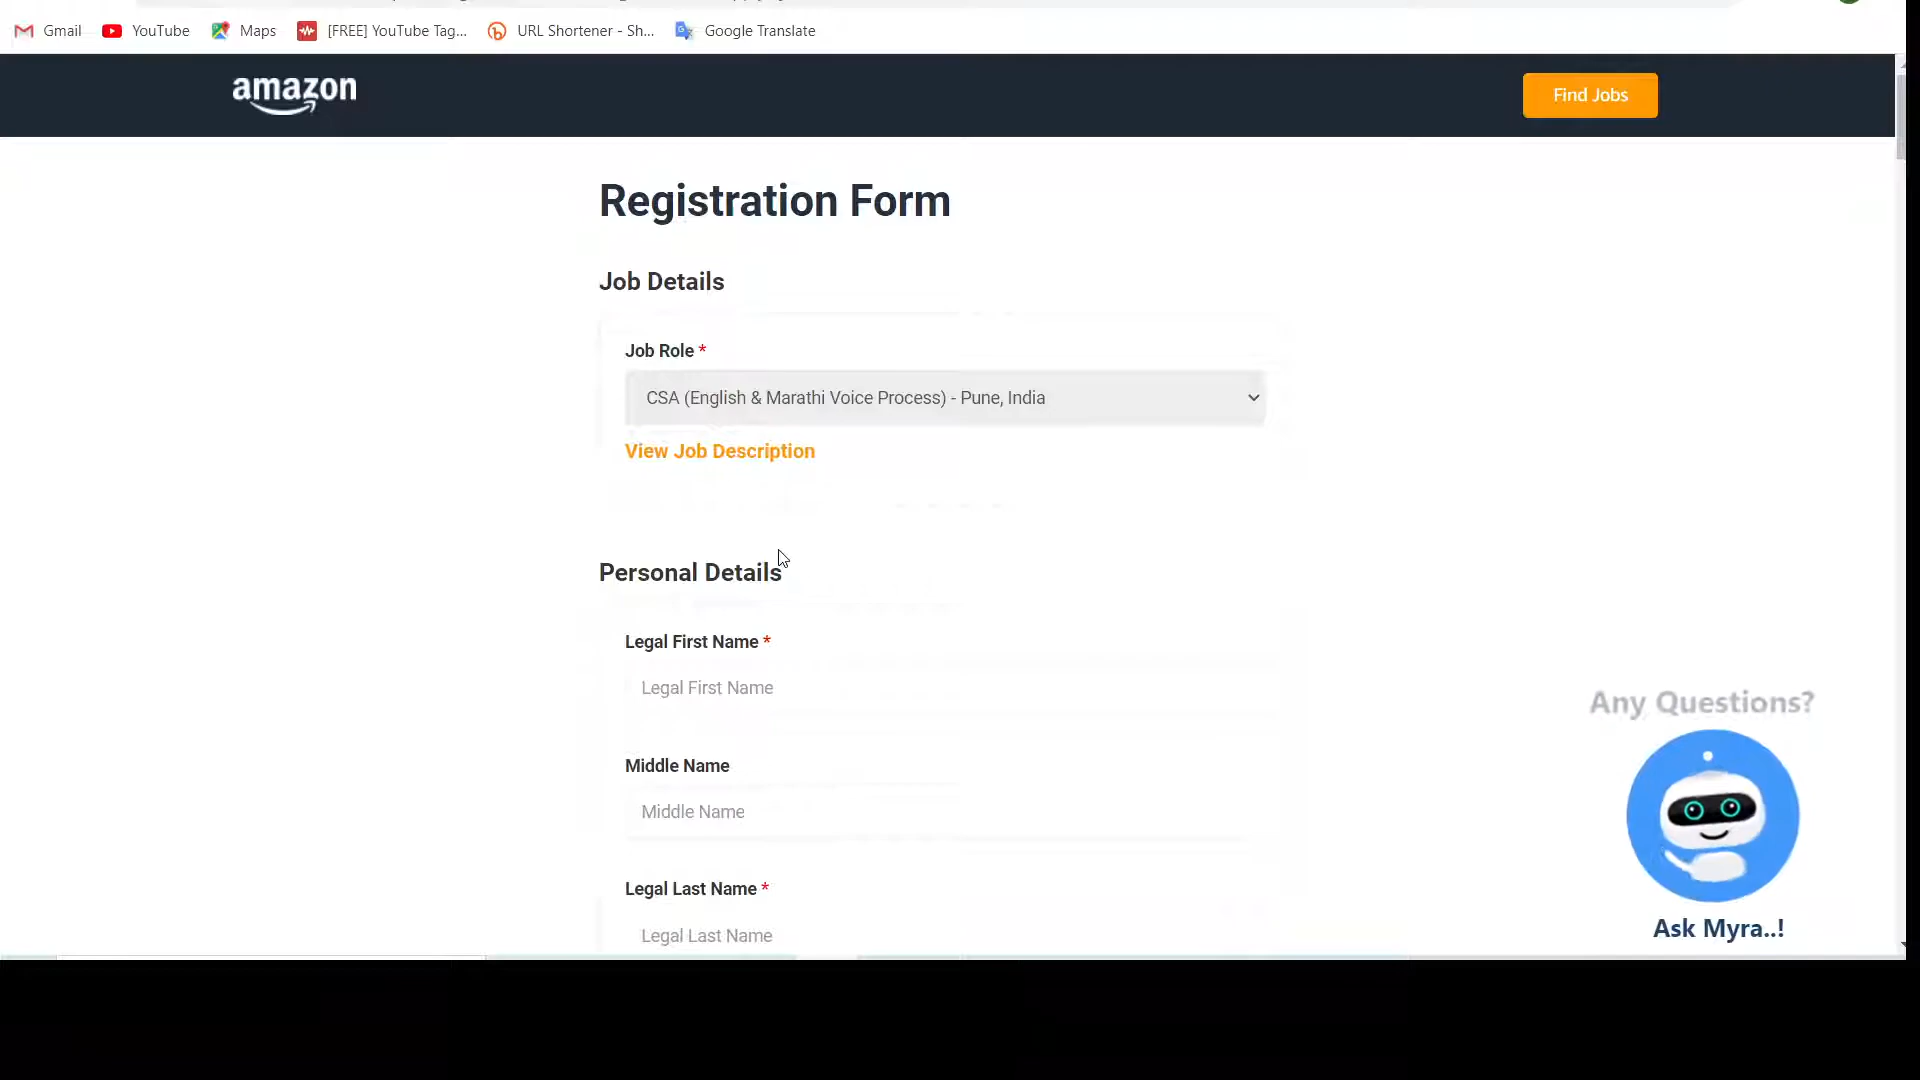 Gmail YouTube Maps [FREE] YouTube Tag... URL Shortener - Sh... Google Translate
amazon
Find Jobs
Registration Form
Job Details
Job Role *
CSA (English & Marathi Voice Process) - Pune, India
View Job Description
Personal Details
Legal First Name *
Legal First Name
Middle Name
Middle Name
Legal Last Name *
Legal Last Name
Any Questions?
Ask Myra..!